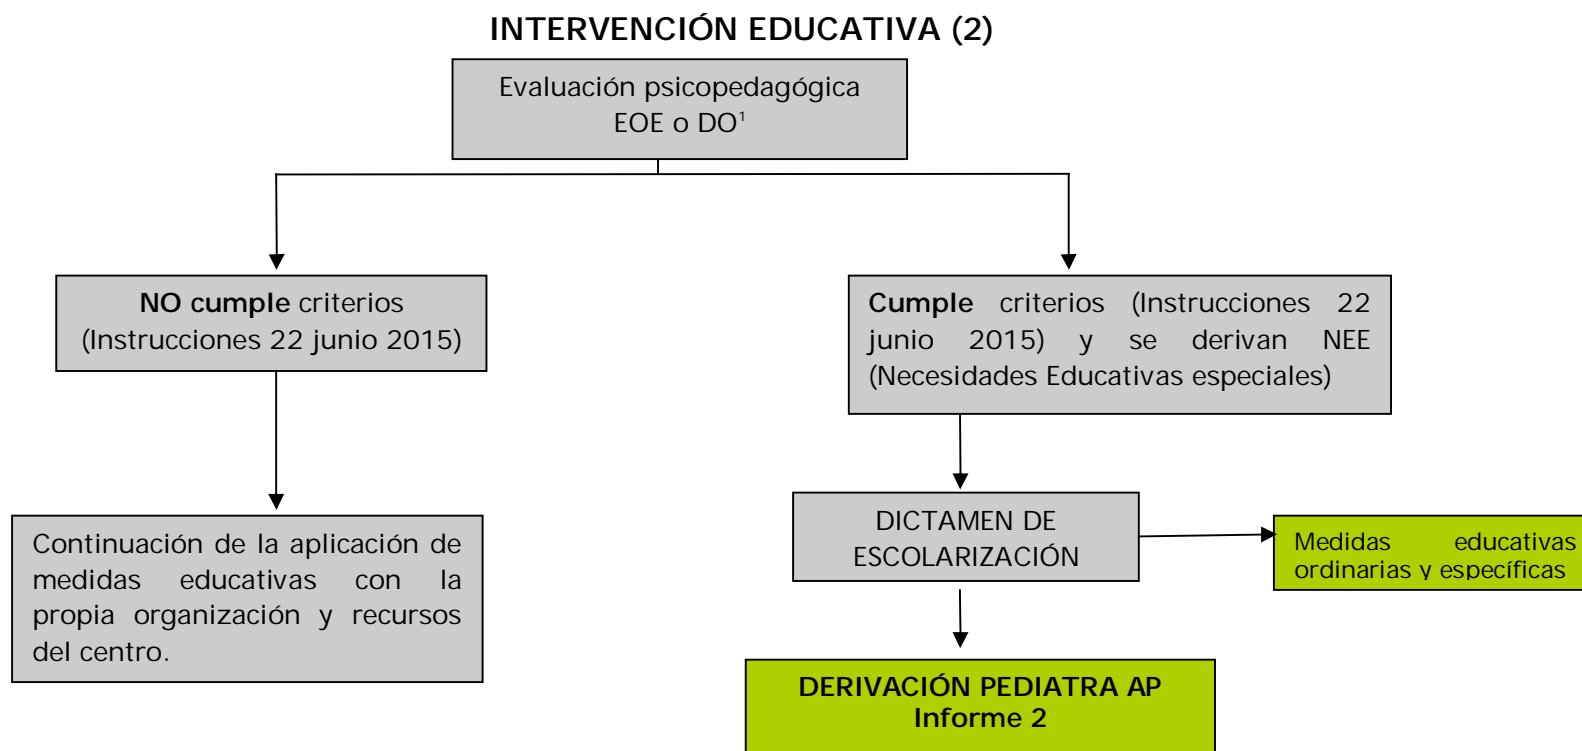 INTERVENCIÓN EDUCATIVA (2)
Evaluación psicopedagógica
EOE o DO¹
NO cumple criterios
(Instrucciones 22 junio 2015)
Cumple criterios (Instrucciones 22
junio 2015) y se derivan NEE
(Necesidades Educativas especiales)
Continuación de la aplicación de
medidas educativas con la
propia organización y recursos
del centro.
DICTAMEN DE
ESCOLARIZACIÓN
Medidas educativas
ordinarias y específicas
DERIVACIÓN PEDIATRA AP
Informe 2